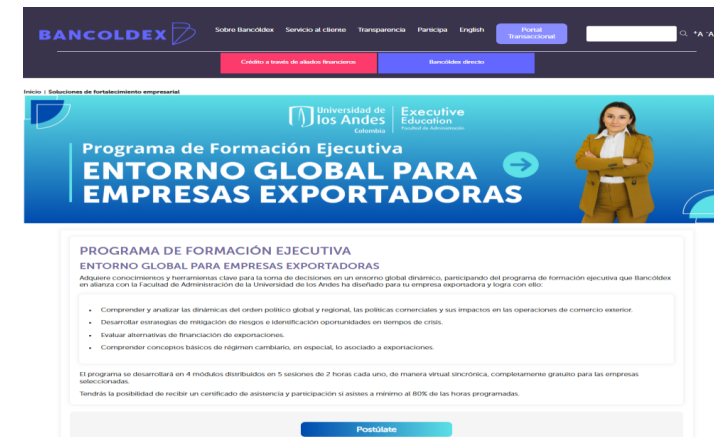 BANCOLDEX
Sobre Bancóldex Servicio al cliente Transparencia Participa English Portal Transaccional
+A -A
Crédito a través de aliados financieros Bancóldex directo
Inicio | Soluciones de fortalecimiento empresarial
Universidad de los Andes
Colombia
Executive Education
Facultad de Administración
Programa de Formación Ejecutiva
ENTORNO GLOBAL PARA
EMPRESAS EXPORTADORAS
PROGRAMA DE FORMACIÓN EJECUTIVA
ENTORNO GLOBAL PARA EMPRESAS EXPORTADORAS
Adquiere conocimientos y herramientas clave para la toma de decisiones en un entorno global dinámico, participando del programa de formación ejecutiva que Bancóldex
en alianza con la Facultad de Administración de la Universidad de los Andes ha diseñado para tu empresa exportadora y logra con ello:
• Comprender y analizar las dinámicas del orden político global y regional, las políticas comerciales y sus impactos en las operaciones de comercio exterior.
• Desarrollar estrategias de mitigación de riesgos e identificación oportunidades en tiempos de crisis.
• Evaluar alternativas de financiación de exportaciones.
• Comprender conceptos básicos de régimen cambiario, en especial, lo asociado a exportaciones.
El programa se desarrollará en 4 módulos distribuidos en 5 sesiones de 2 horas cada uno, de manera virtual sincrónica, completamente gratuito para las empresas
seleccionadas.
Tendrás la posibilidad de recibir un certificado de asistencia y participación si asistes a mínimo al 80% de las horas programadas.
Postúlate